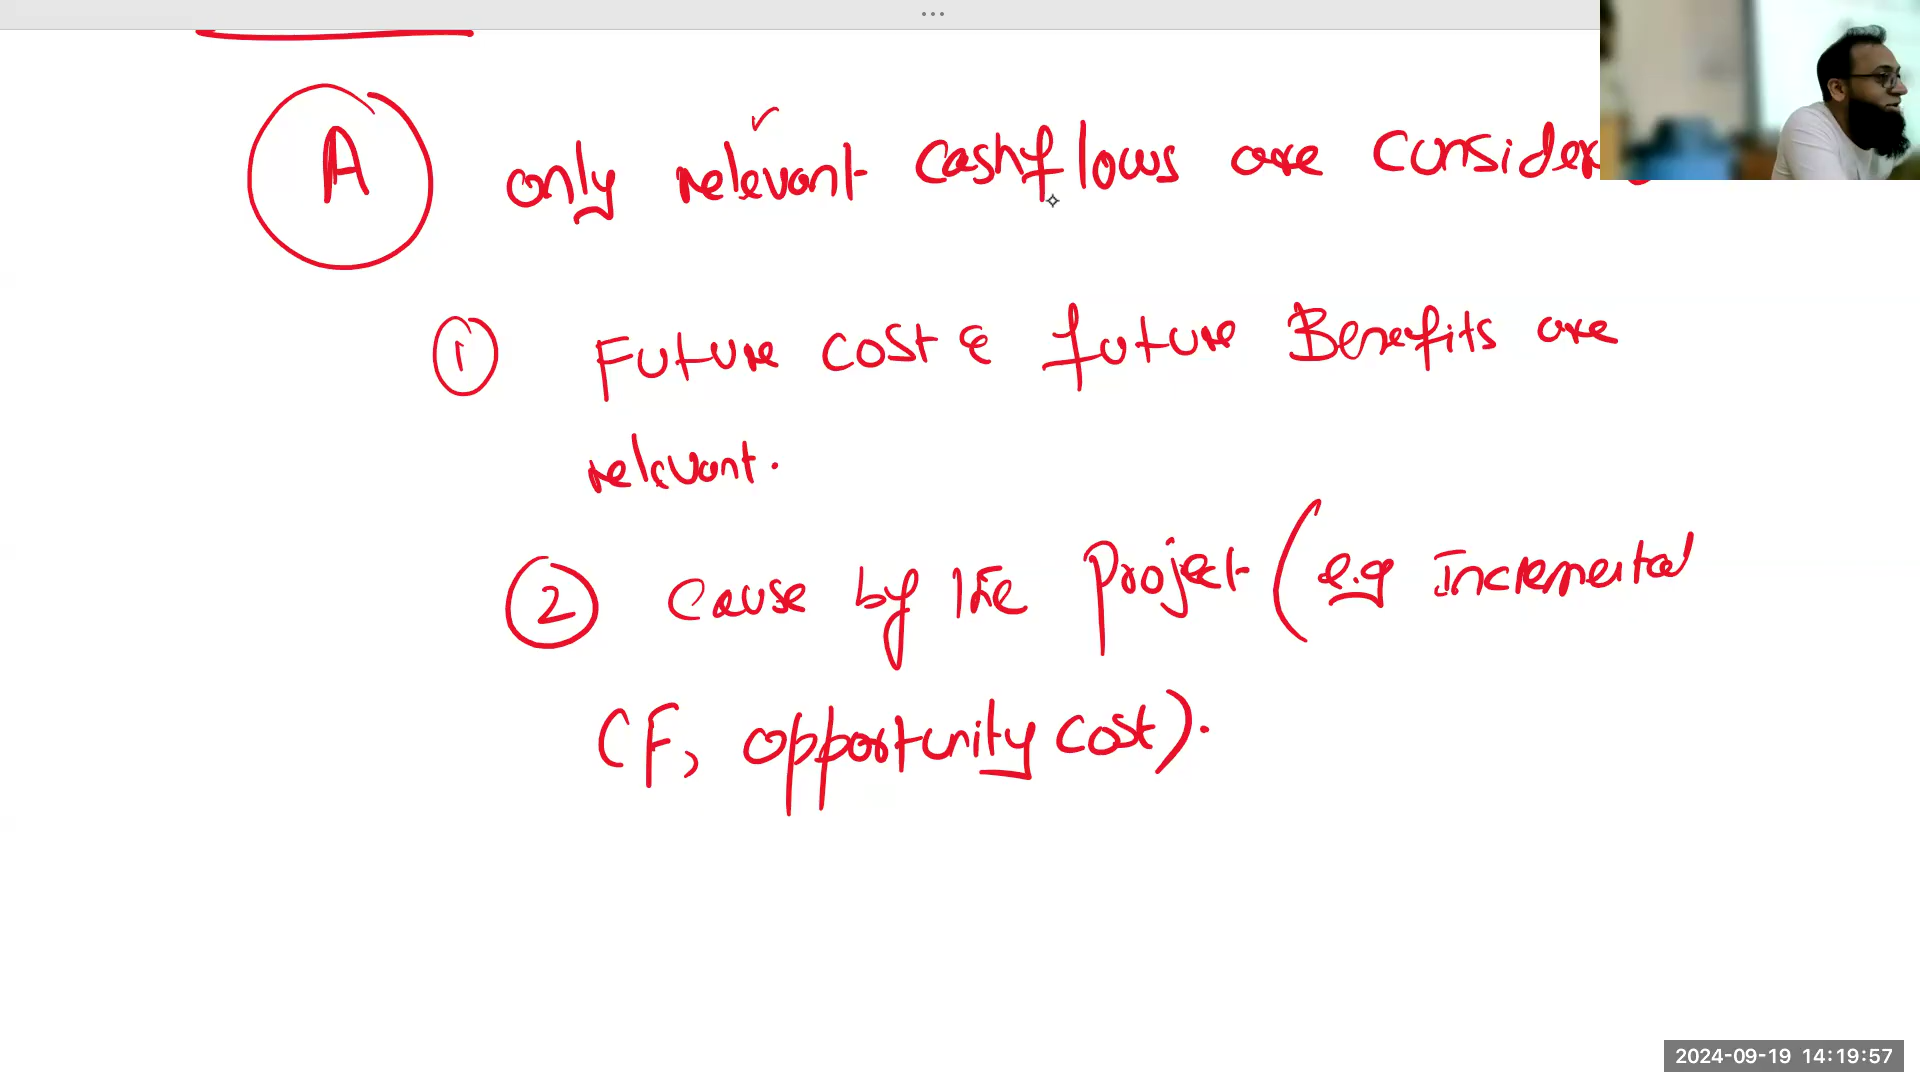 A only relevant cashflows are consider
1 Future cost & future Benefits are
relevant.
2 cause by the Project (e.g incremental
CF, opportunity cost).
2024-09-19 14:19:57